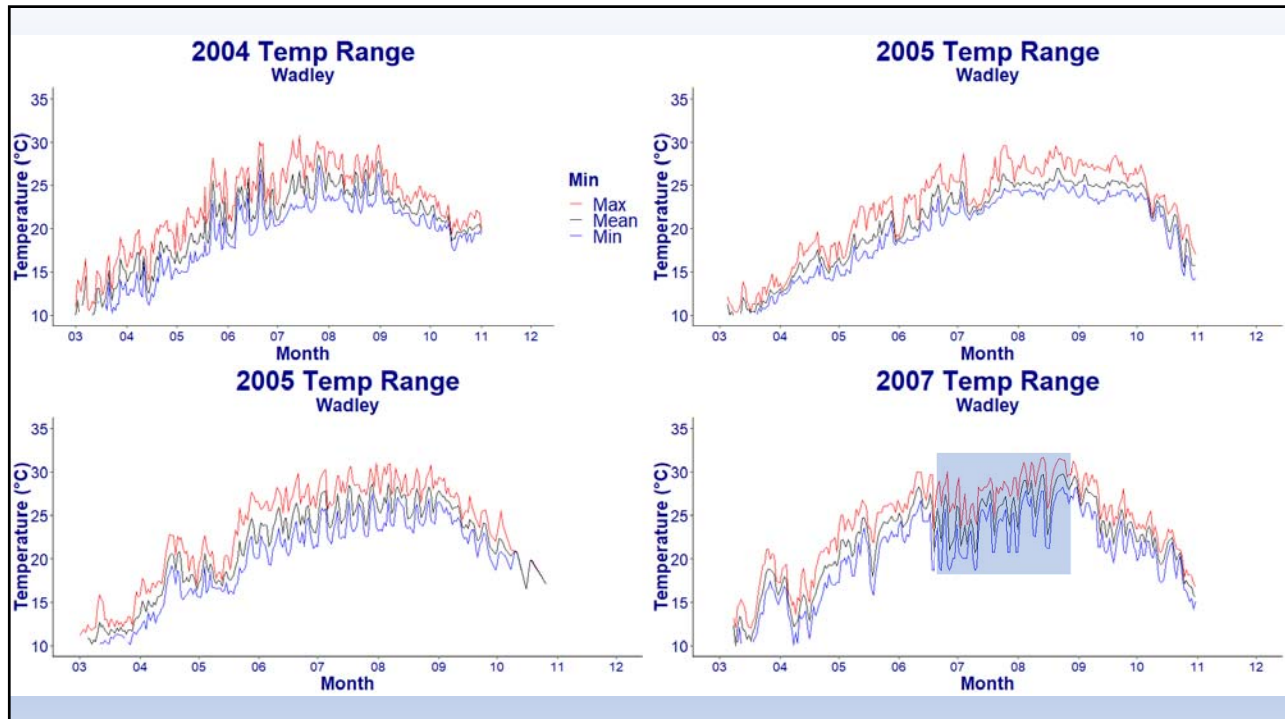 2004 Temp Range
Wadley
Temperature (°C)
35
30
25
20
15
10
03 04 05 06 07 08 09 10 11 12
Month
Min
Max
Mean
Min
2005 Temp Range
Wadley
Temperature (°C)
35
30
25
20
15
10
03 04 05 06 07 08 09 10 11 12
Month
2005 Temp Range
Wadley
Temperature (°C)
35
30
25
20
15
10
03 04 05 06 07 08 09 10 11 12
Month
2007 Temp Range
Wadley
Temperature (°C)
35
30
25
20
15
10
03 04 05 06 07 08 09 10 11 12
Month